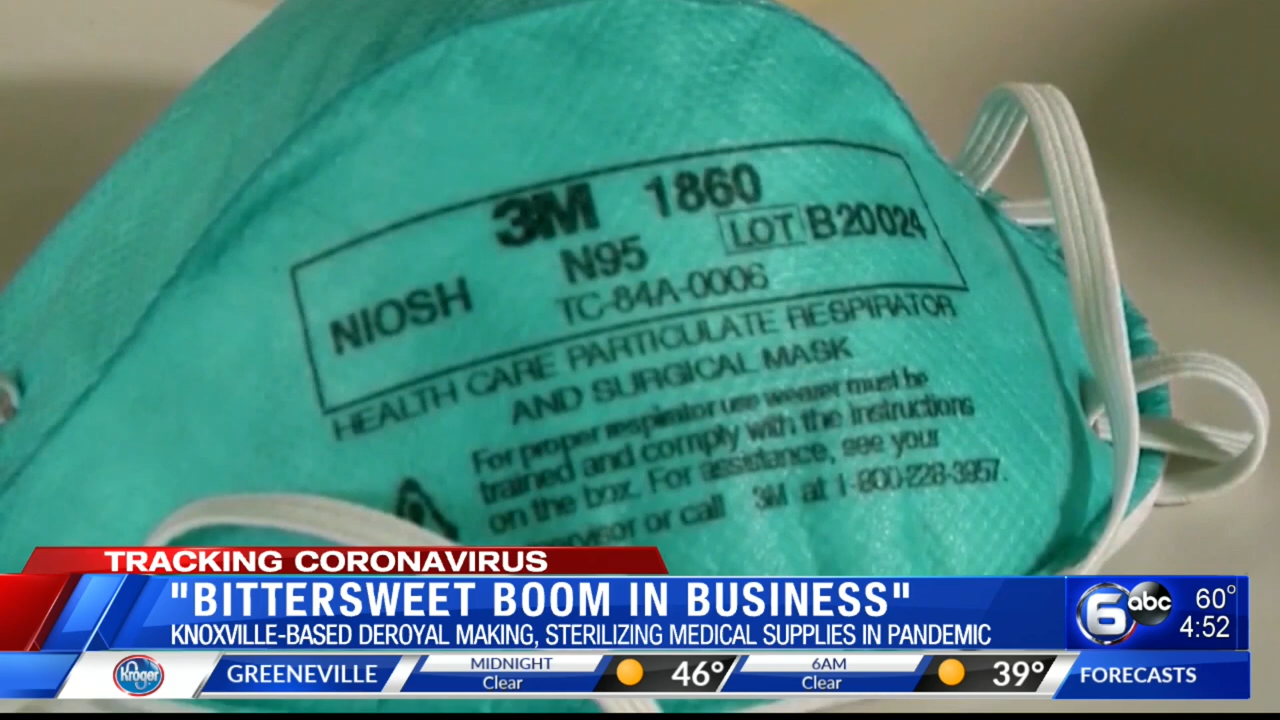 3M 1860
N95 LOT B20024
NIOSH TC-84A-0006
HEALTH CARE PARTICULATE RESPIRATOR
AND SURGICAL MASK
For proper respirator use wearer must be
trained and comply with the instructions
on the box. For assistance, see your
or call 3M at 1-800-228-3957.
TRACKING CORONAVIRUS
"BITTERSWEET BOOM IN BUSINESS"
KNOXVILLE-BASED DEROYAL MAKING, STERILIZING MEDICAL SUPPLIES IN PANDEMIC
6 abc 60°
4:52
Kroger GREENEVILLE MIDNIGHT Clear 46° 6AM Clear 39° FORECASTS